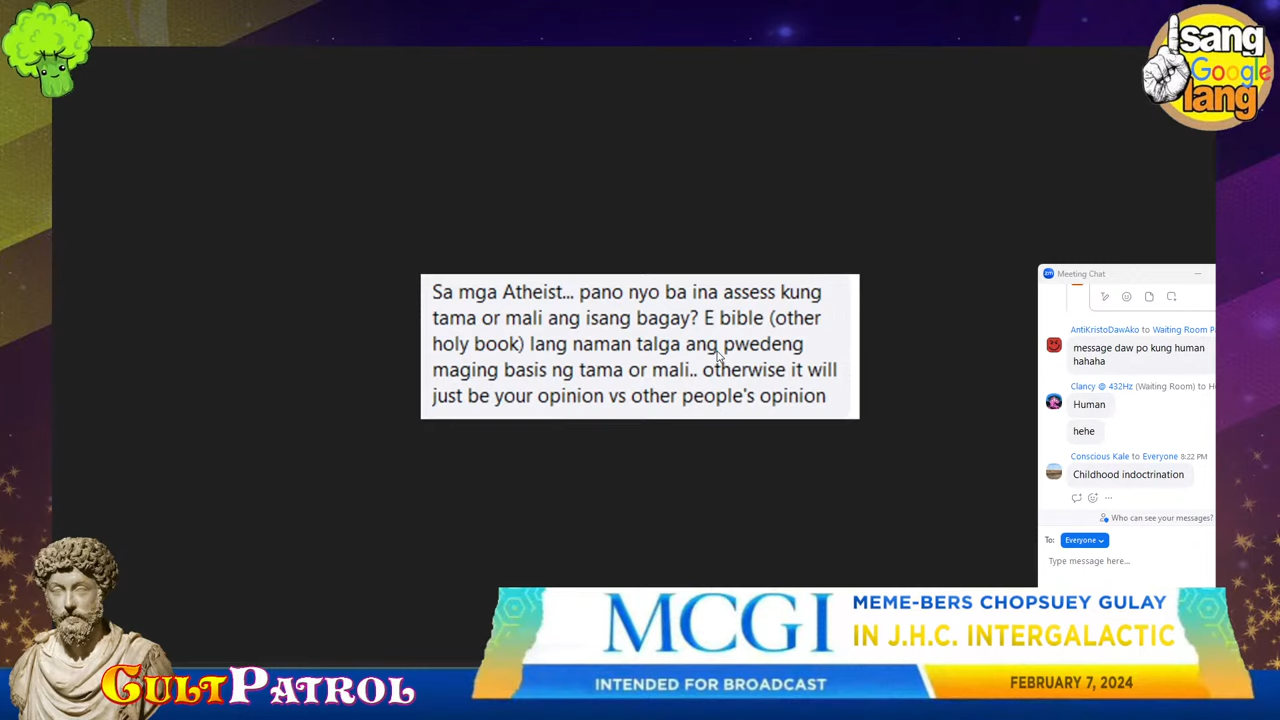 Isang
Google
lang
Sa mga Atheist... pano nyo ba ina assess kung
tama or mali ang isang bagay? E bible (other
holy book) lang naman talga ang pwedeng
maging basis ng tama or mali.. otherwise it will
just be your opinion vs other people's opinion
zm Meeting Chat
AntiKristoDawAko to Waiting Room P
message daw po kung human
hahaha
Clancy @ 432Hz (Waiting Room) to H
Human
hehe
Conscious Kale to Everyone 8:22 PM
Childhood indoctrination
Who can see your messages?
To: Everyone
Type message here...
MCGI
MEME-BERS CHOPSUEY GULAY
IN J.H.C. INTERGALACTIC
INTENDED FOR BROADCAST
FEBRUARY 7, 2024
CULTPATROL